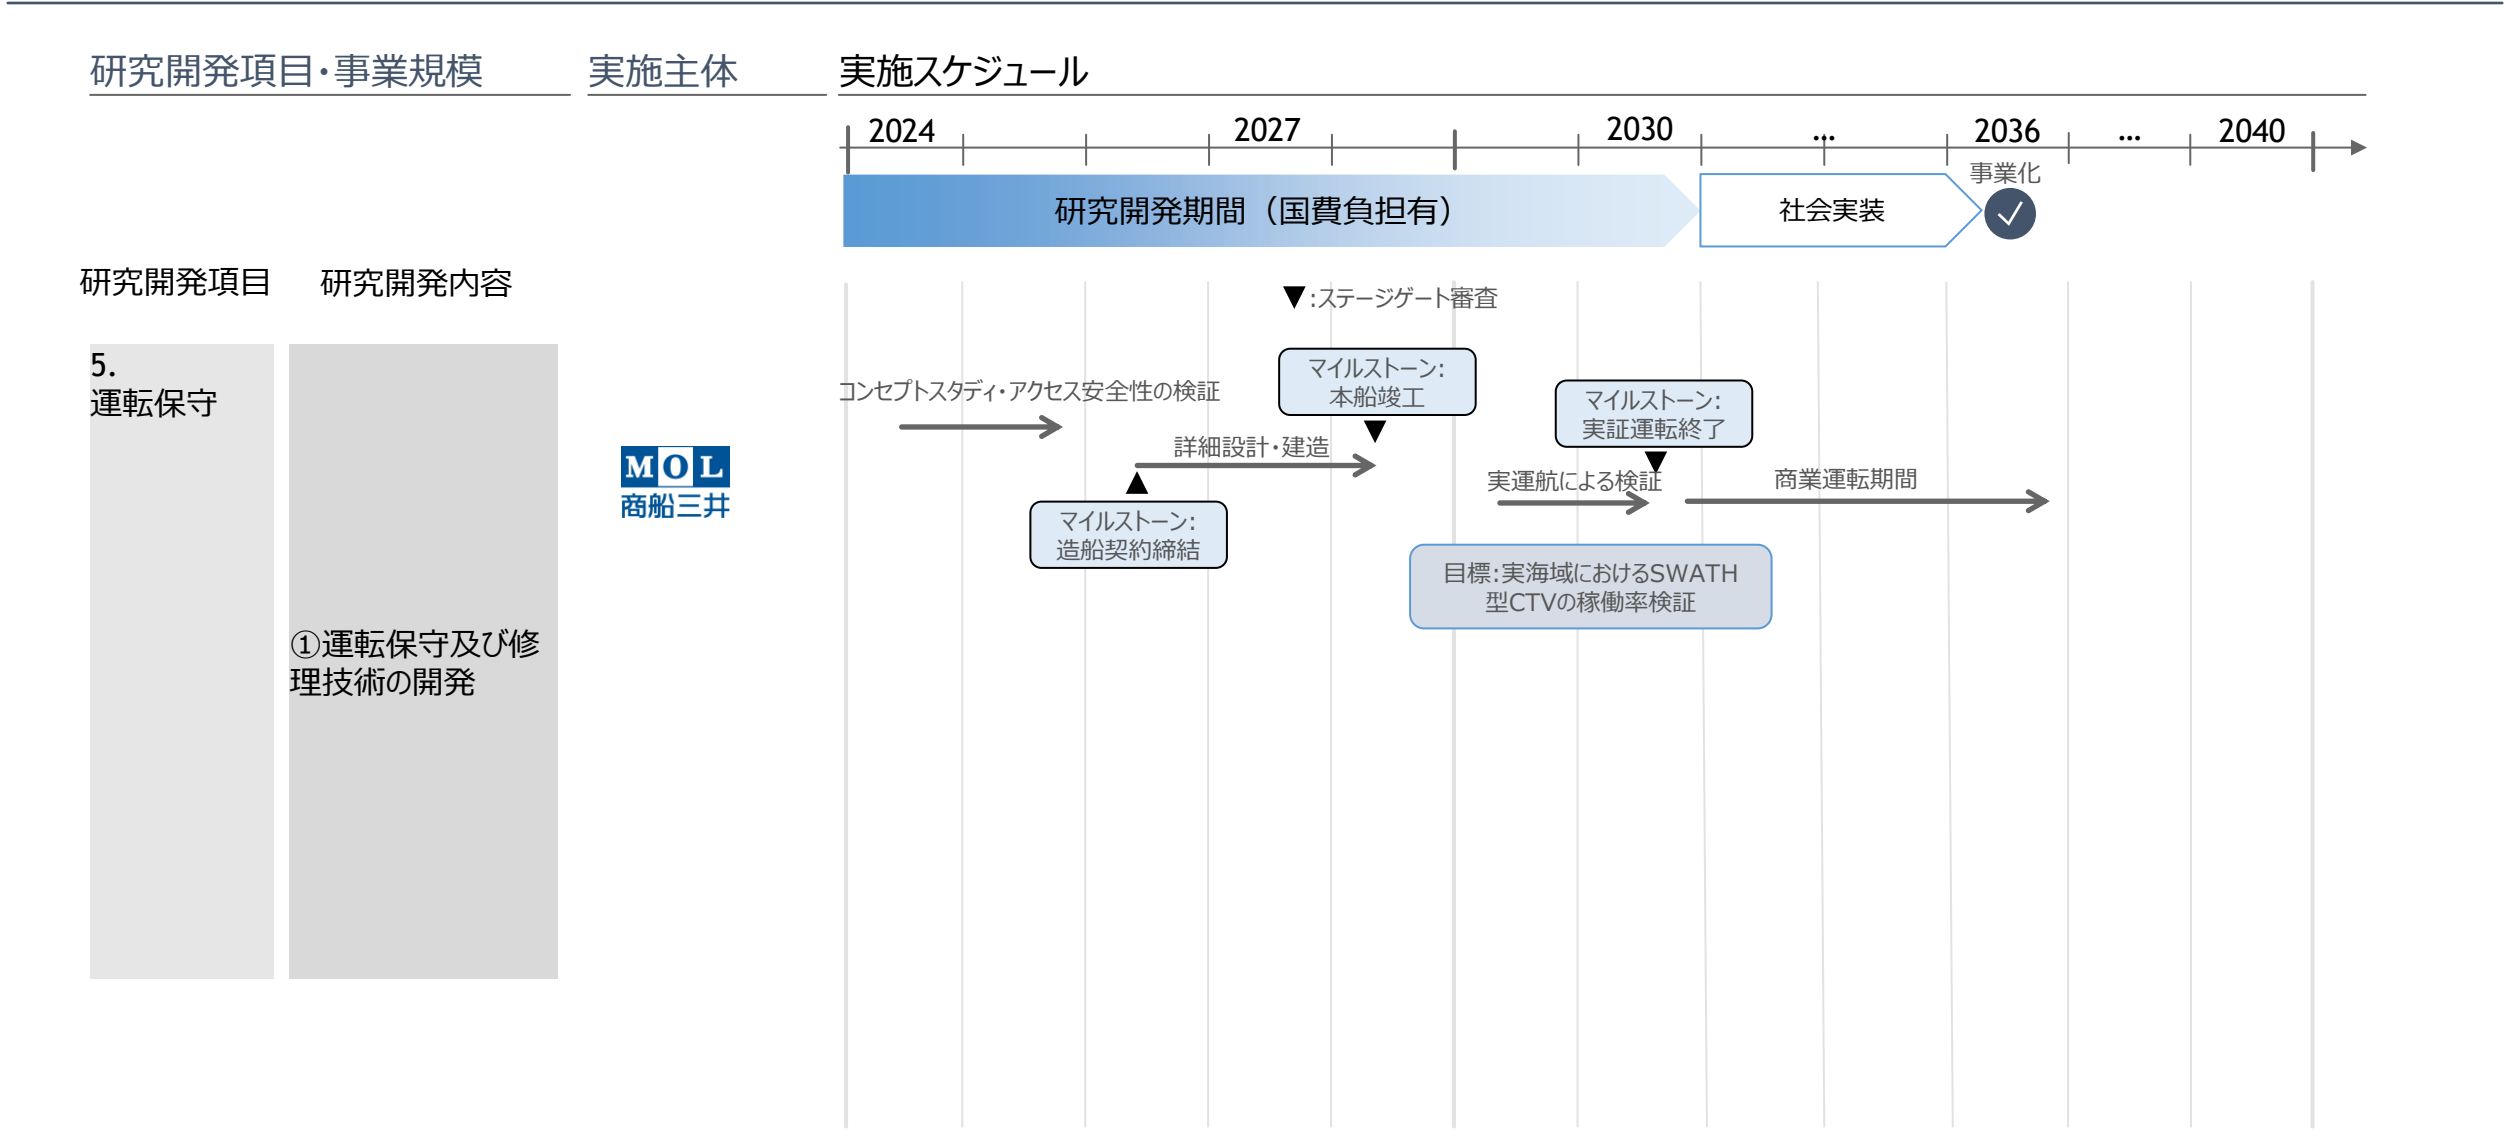 研究開発項目･事業規模
実施主体
実施スケジュール
2024
2027
2030
…
2036
…
2040
事業化
研究開発期間（国費負担有）
社会実装
研究開発項目
研究開発内容
▼:ステージゲート審査
5.
運転保守
①運転保守及び修
理技術の開発
MOL
商船三井
コンセプトスタディ･アクセス安全性の検証
マイルストーン:
本船竣工
マイルストーン:
実証運転終了
詳細設計･建造
実運航による検証
商業運転期間
マイルストーン:
造船契約締結
目標:実海域におけるSWATH
型CTVの稼働率検証